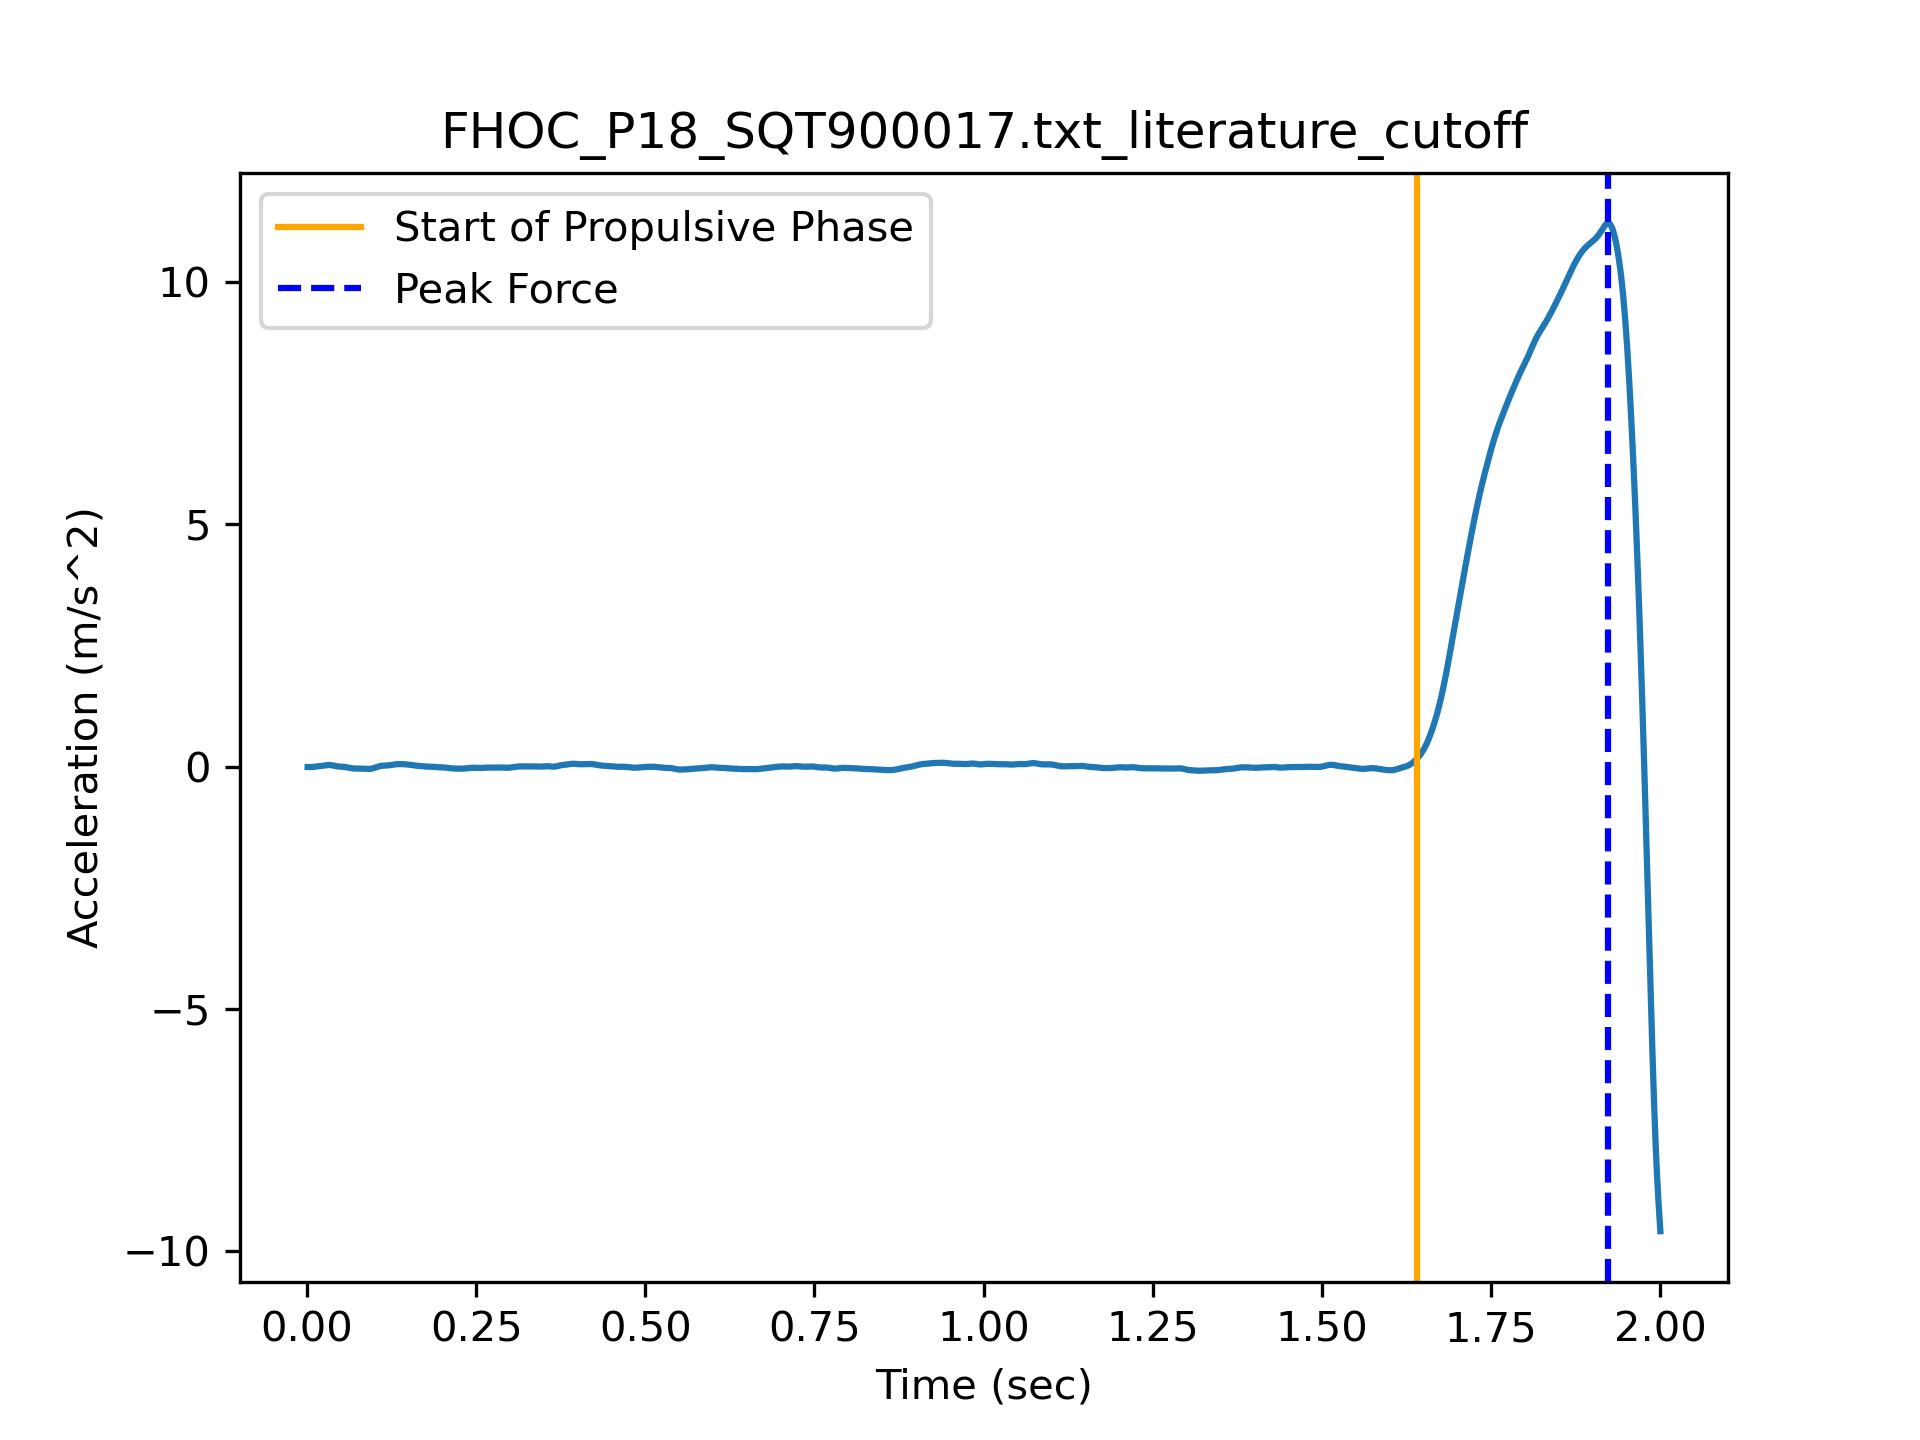 FHOC_P18_SQT900017.txt_literature_cutoff
Start of Propulsive Phase
Peak Force
Acceleration (m/s^2)
10
5
0
−5
−10
0.00 0.25 0.50 0.75 1.00 1.25 1.50 1.75 2.00
Time (sec)